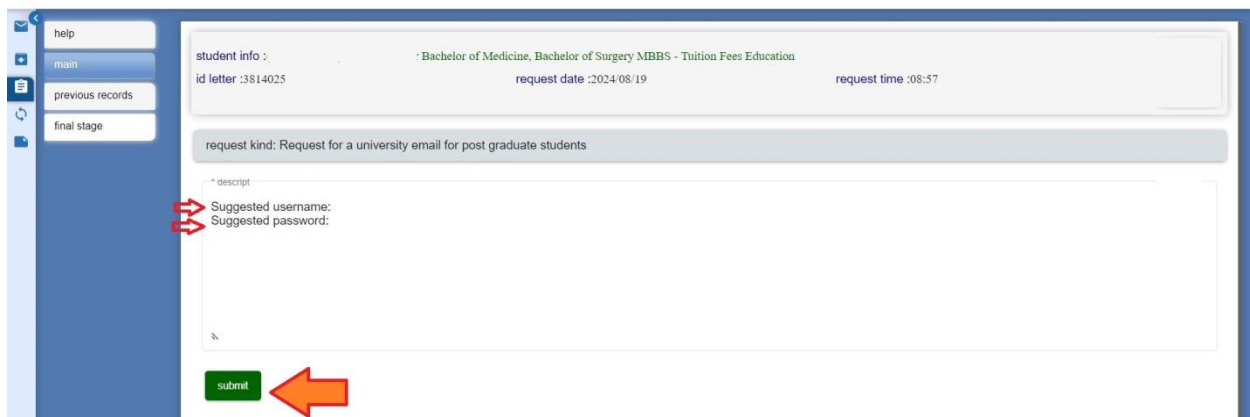 help
main
previous records
final stage
student info : : Bachelor of Medicine, Bachelor of Surgery MBBS - Tuition Fees Education
id letter :3814025 request date :2024/08/19 request time :08:57
request kind: Request for a university email for post graduate students
* descript
Suggested username:
Suggested password:
submit